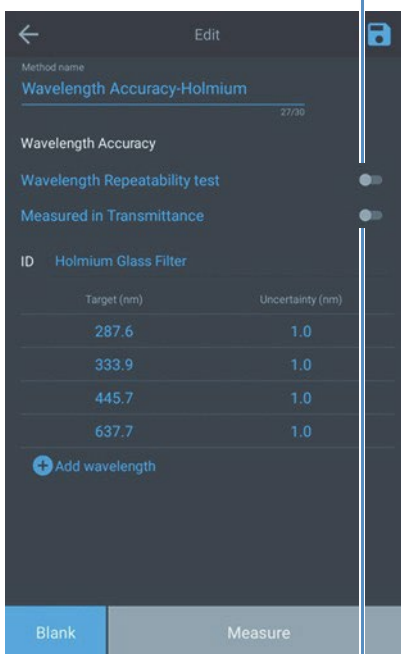 Edit
Method name
Wavelength Accuracy-Holmium
27/30
Wavelength Accuracy
Wavelength Repeatability test
Measured in Transmittance
ID Holmium Glass Filter
Target (nm) Uncertainty (nm)
287.6 1.0
333.9 1.0
445.7 1.0
637.7 1.0
Add wavelength
Blank Measure